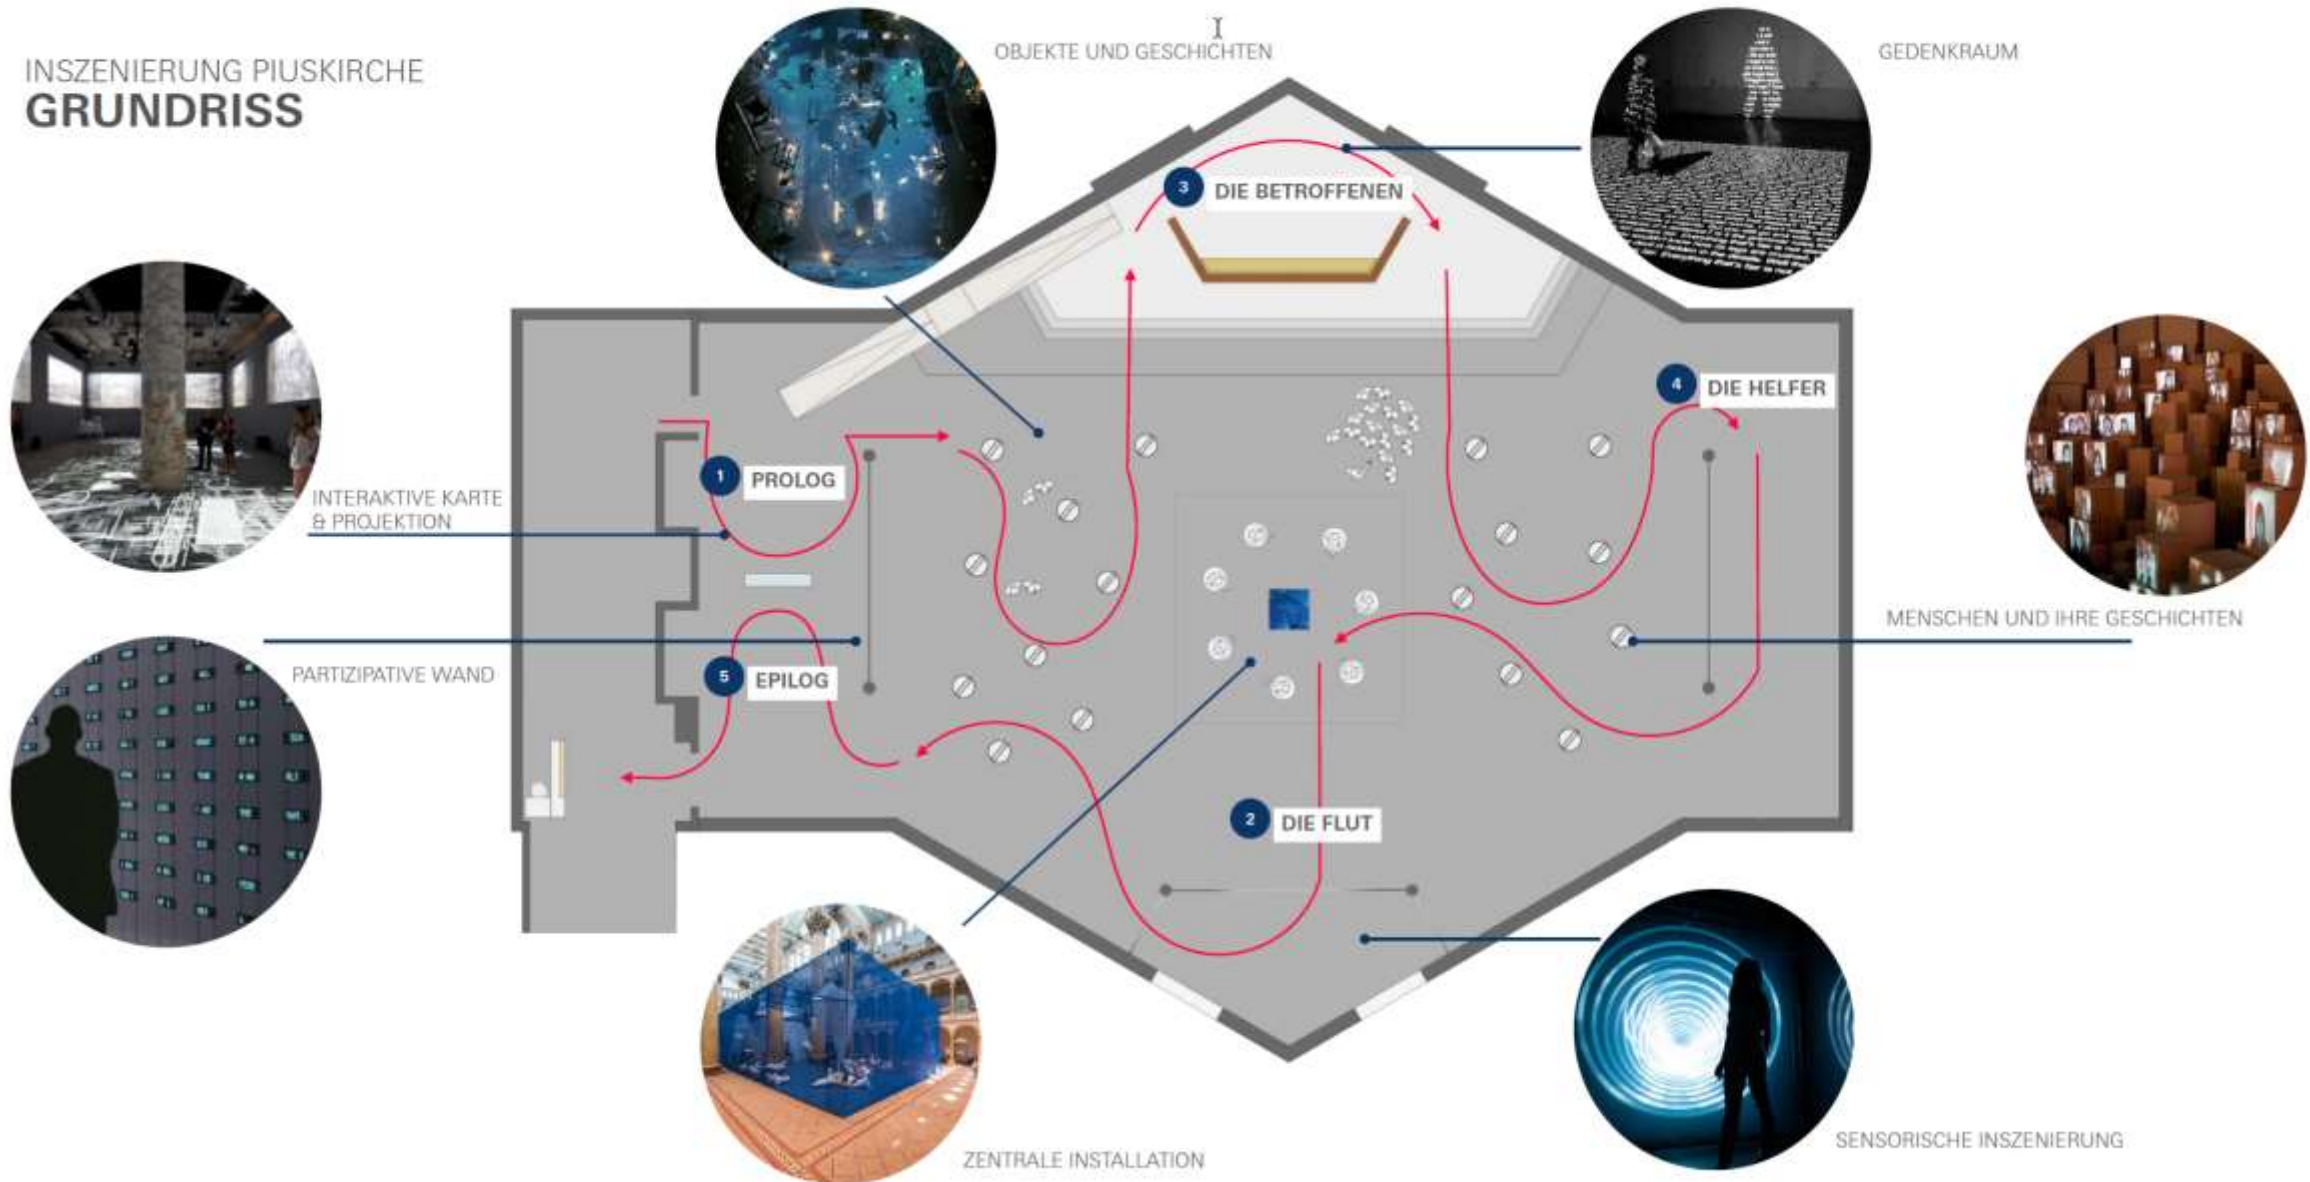 INSZENIERUNG PIUSKIRCHE
GRUNDRISS
OBJEKTE UND GESCHICHTEN
GEDENKRAUM
3 DIE BETROFFENEN
4 DIE HELFER
1 PROLOG
INTERAKTIVE KARTE
& PROJEKTION
MENSCHEN UND IHRE GESCHICHTEN
PARTIZIPATIVE WAND
5 EPILOG
2 DIE FLUT
ZENTRALE INSTALLATION
SENSORISCHE INSZENIERUNG